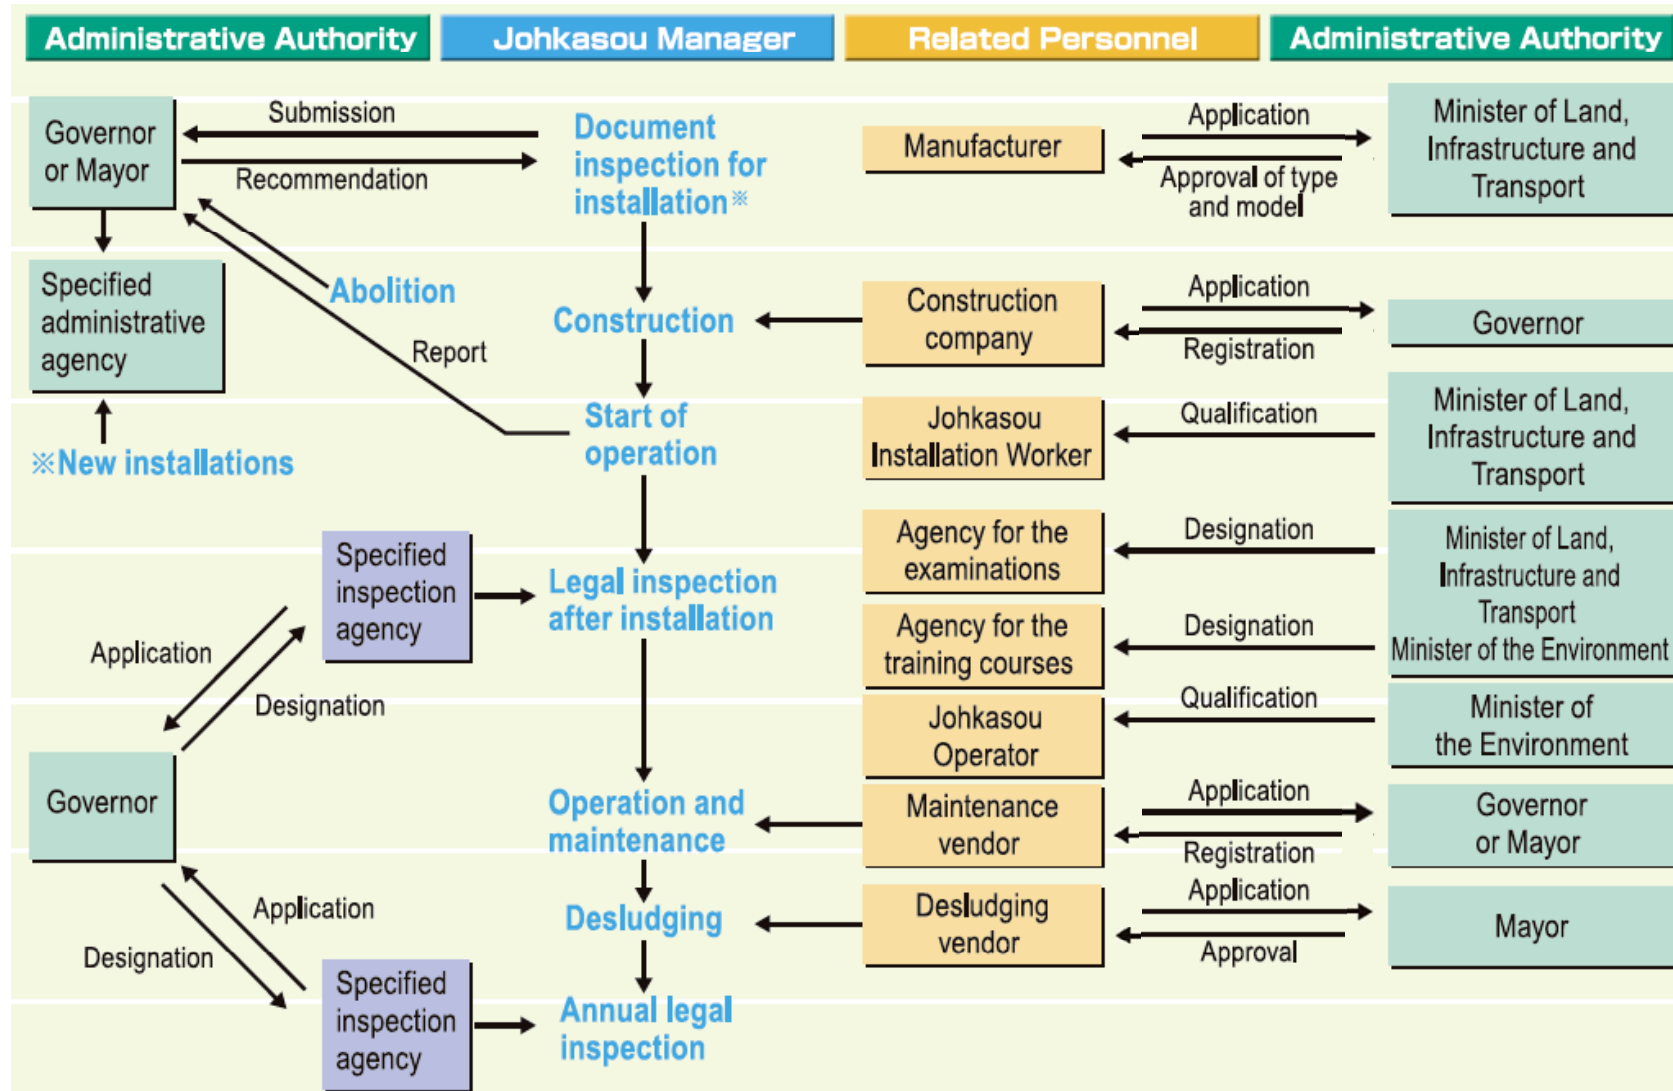 Administrative Authority
Johkasou Manager
Related Personnel
Administrative Authority
Governor
or Mayor
Submission
Recommendation
Document
inspection for
installation※
Manufacturer
Application
Approval of type
and model
Minister of Land,
Infrastructure and
Transport
Specified
administrative
agency
Abolition
Report
Construction
Construction
company
Application
Registration
Governor
※New installations
Start of
operation
Johkasou
Installation Worker
Qualification
Minister of Land,
Infrastructure and
Transport
Specified
inspection
agency
Legal inspection
after installation
Agency for the
examinations
Designation
Agency for the
training courses
Designation
Minister of Land,
Infrastructure and
Transport
Minister of the Environment
Application
Designation
Johkasou
Operator
Qualification
Minister of
the Environment
Governor
Operation and
maintenance
Maintenance
vendor
Application
Registration
Governor
or Mayor
Application
Designation
Desludging
Desludging
vendor
Application
Approval
Mayor
Specified
inspection
agency
Annual legal
inspection